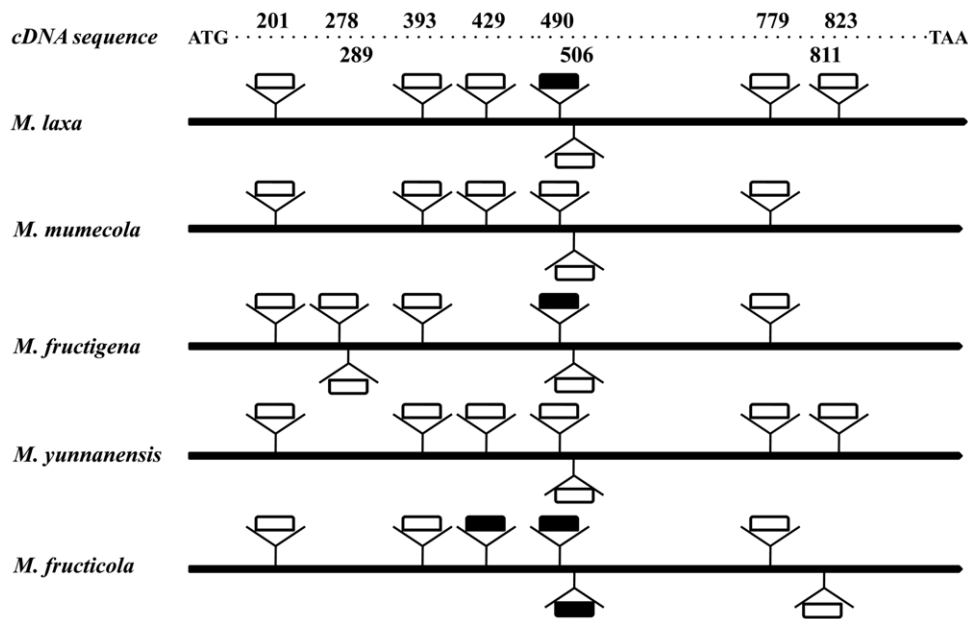 201 278 393 429 490 779 823
cDNA sequence ATG TAA
289 506 811
M. laxa
M. mumecola
M. fructigena
M. yunnanensis
M. fructicola